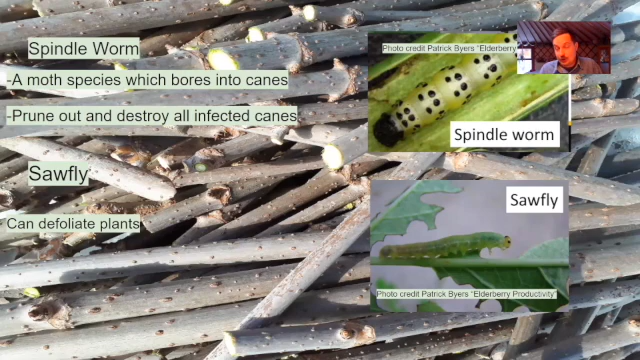 Spindle Worm
-A moth species which bores into canes
-Prune out and destroy all infected canes
Sawfly
Can defoliate plants
Photo credit Patrick Byers "Elderberry
Spindle worm
Sawfly
Photo credit Patrick Byers "Elderberry Productivity"